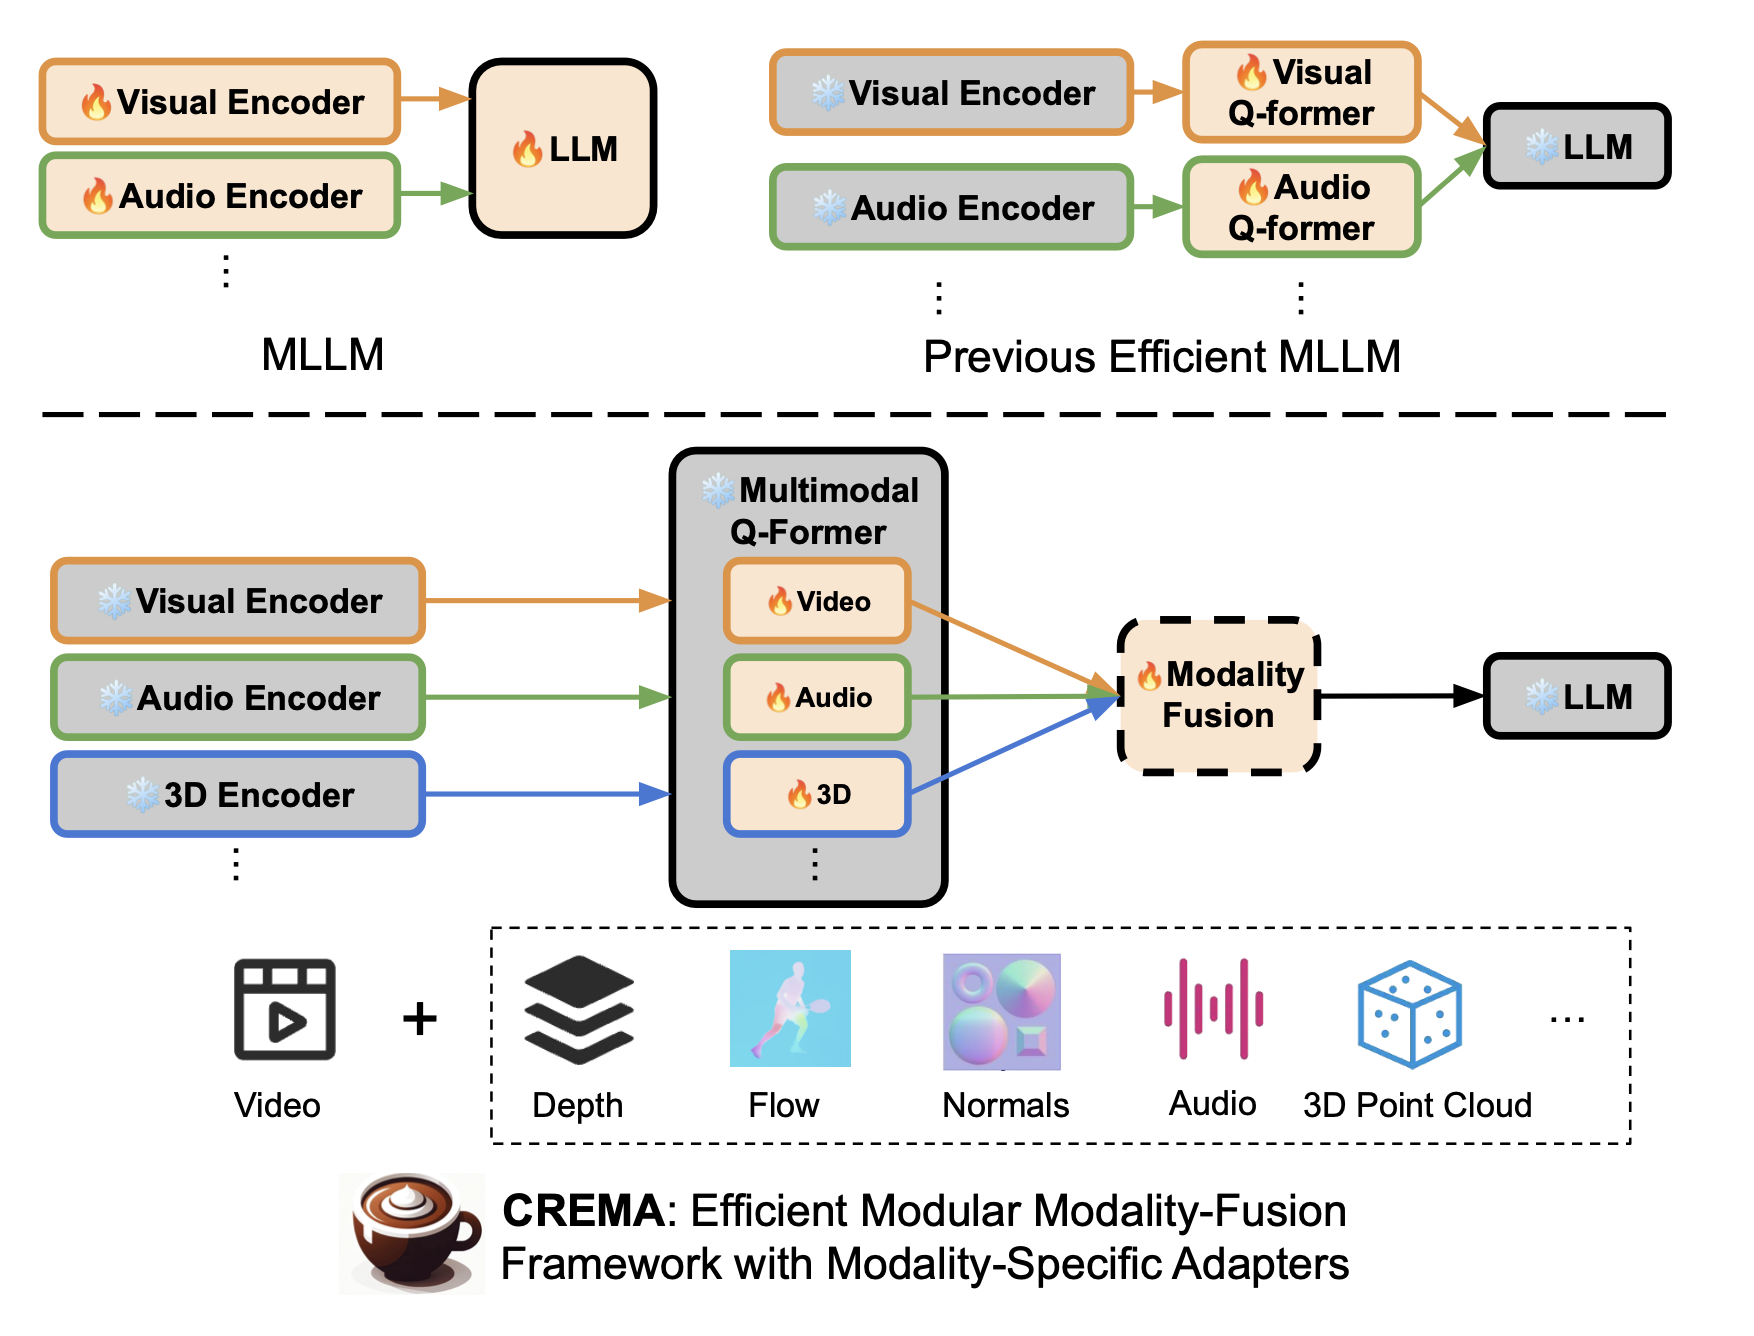 Visual Encoder
Audio Encoder
⋮
LLM
MLLM
Visual Encoder
Audio Encoder
⋮
Visual
Q-former
Audio
Q-former
⋮
LLM
Previous Efficient MLLM
Visual Encoder
Audio Encoder
3D Encoder
⋮
Multimodal
Q-Former
Video
Audio
3D
⋮
Modality
Fusion
LLM
Video
+
Depth
Flow
Normals
Audio
3D Point Cloud
...
CREMA: Efficient Modular Modality-Fusion
Framework with Modality-Specific Adapters